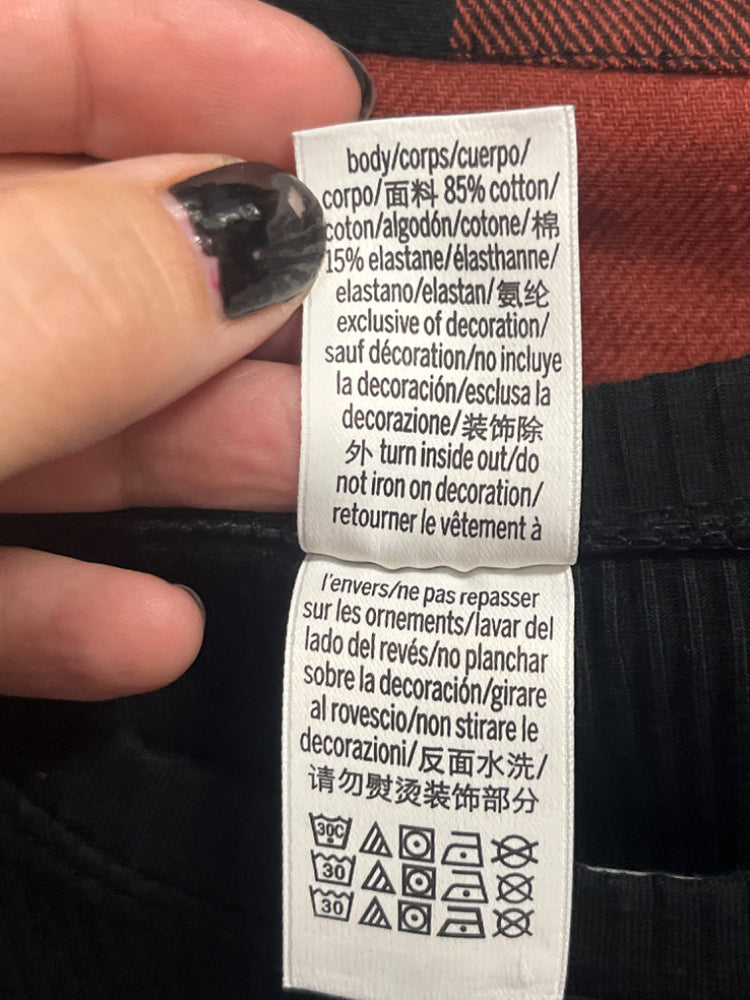 body/corps/cuerpo/
corpo/面料 85% cotton/
coton/algodón/cotone/棉
15% elastane/élasthanne/
elastano/elastan/氨纶
exclusive of decoration/
sauf décoration/no incluye
la decoración/esclusa la
decorazione/装饰除
外 turn inside out/do
not iron on decoration/
retourner le vêtement à
l'envers/ne pas repasser
sur les ornements/lavar del
lado del revés/no planchar
sobre la decoración/girare
al rovescio/non stirare le
decorazioni/反面水洗/
请勿熨烫装饰部分
30C
30
30